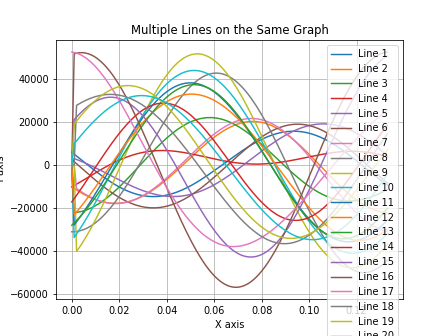 Multiple Lines on the Same Graph
40000
20000
0
−20000
−40000
−60000
0.00
0.02
0.04
0.06
0.08
0.10
X axis
axis
Line 1
Line 2
Line 3
Line 4
Line 5
Line 6
Line 7
Line 8
Line 9
Line 10
Line 11
Line 12
Line 13
Line 14
Line 15
Line 16
Line 17
Line 18
Line 19
Line 20